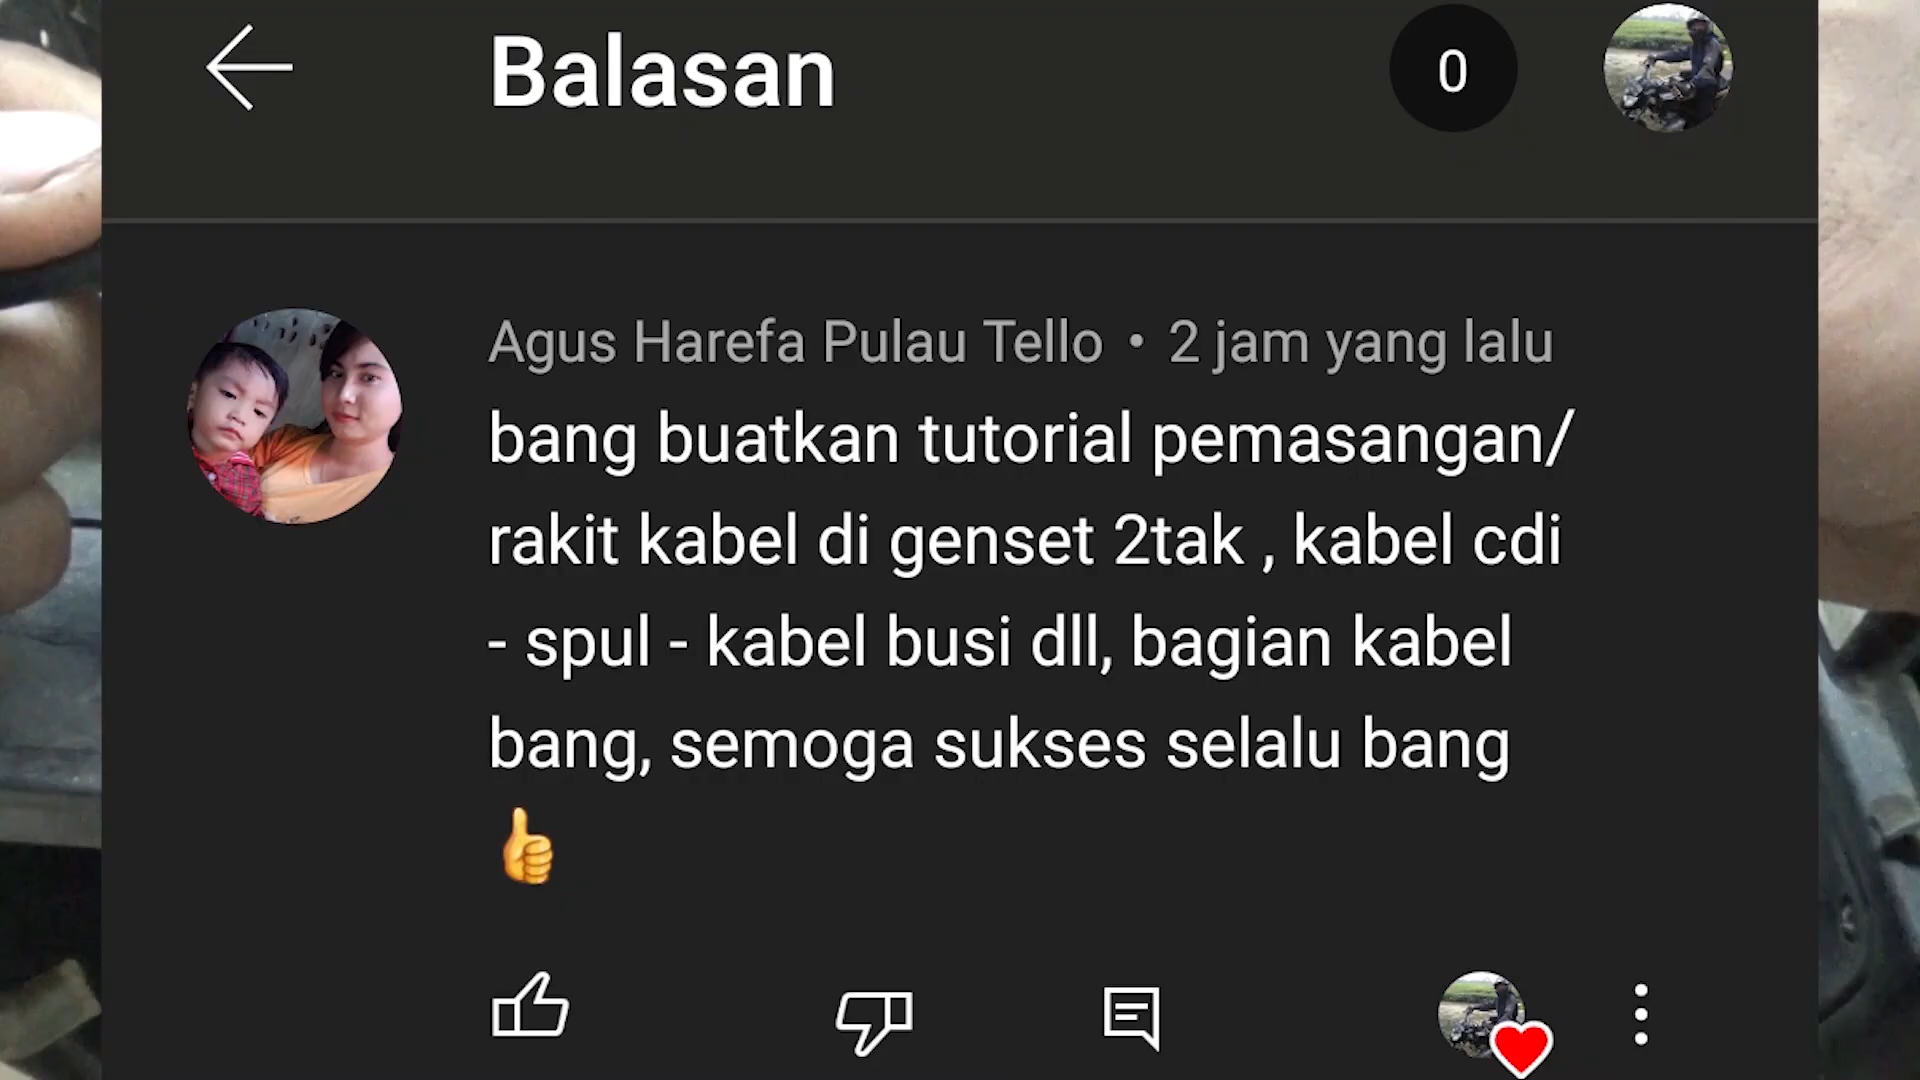 Balasan
0
Agus Harefa Pulau Tello • 2 jam yang lalu
bang buatkan tutorial pemasangan/
rakit kabel di genset 2tak , kabel cdi
- spul - kabel busi dll, bagian kabel
bang, semoga sukses selalu bang
👍